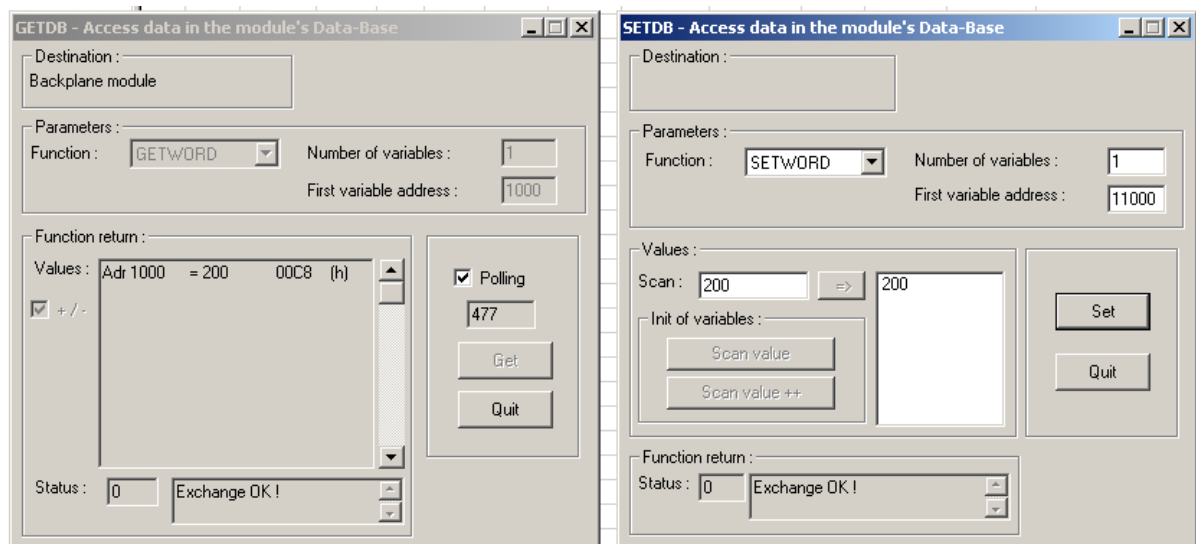 GETDB - Access data in the module's Data-Base
Destination :
Backplane module
Parameters :
Function : GETWORD Number of variables : 1
First variable address : 1000
Function return :
Values : Adr 1000 = 200 00C8 (h)
+ / -
Polling
477
Get
Quit
Status : 0 Exchange OK !
SETDB - Access data in the module's Data-Base
Destination :
Parameters :
Function : SETWORD Number of variables : 1
First variable address : 11000
Values :
Scan : 200 => 200
Init of variables :
Scan value
Scan value ++
Set
Quit
Function return :
Status : 0 Exchange OK !